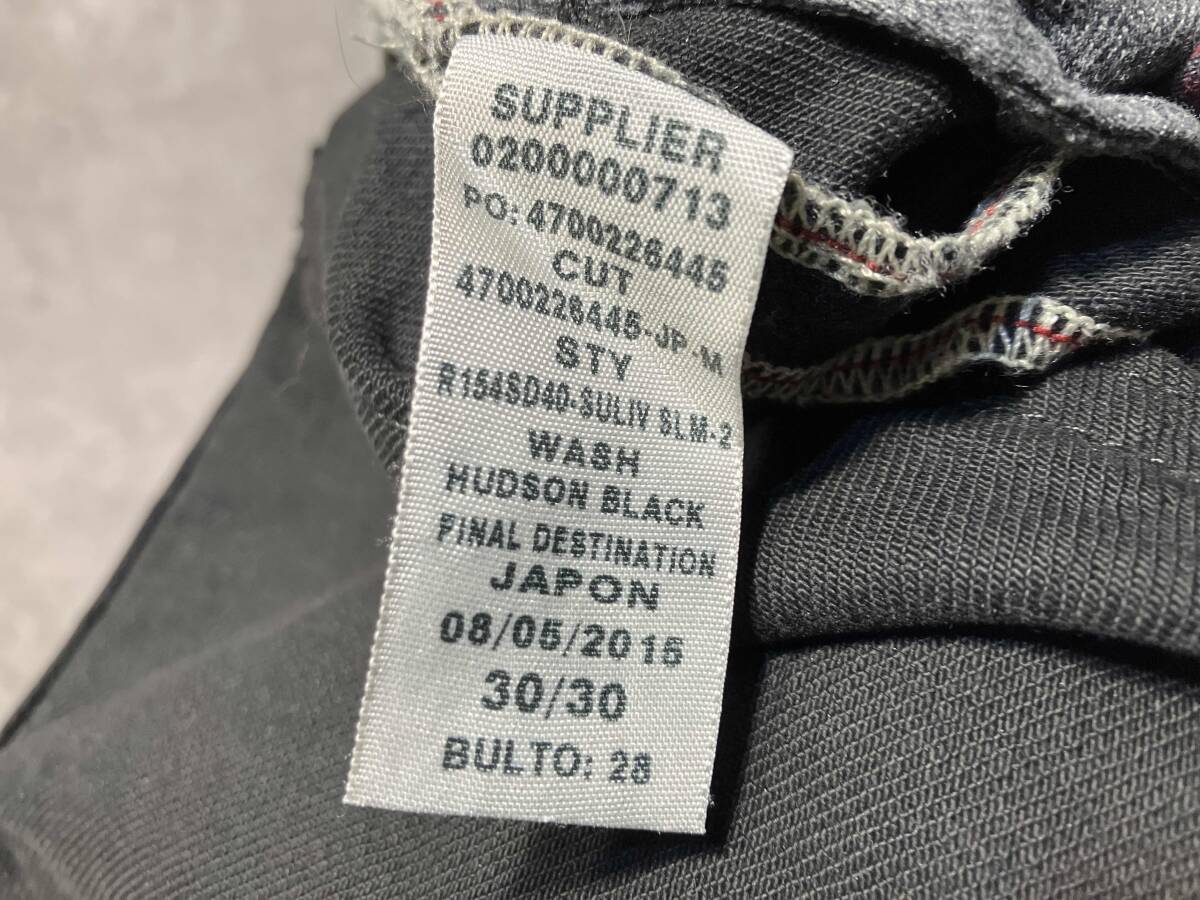 SUPPLIER
0200000713
PO: 4700226445
CUT
4700226445-JP-M
STY
R154SD40-SULIV SLM-2
WASH
HUDSON BLACK
FINAL DESTINATION
JAPON
08/05/2015
30/30
BULTO: 28